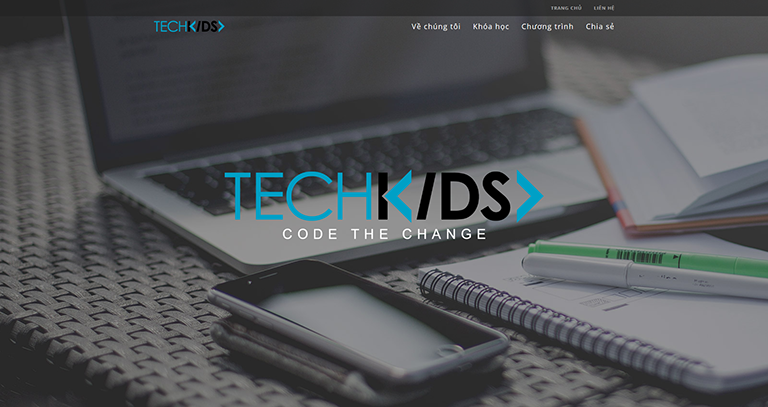 TRANG CHỦ LIÊN HỆ
TECHKIDS
Về chúng tôi Khóa học Chương trình Chia sẻ
TECHKIDS
CODE THE CHANGE